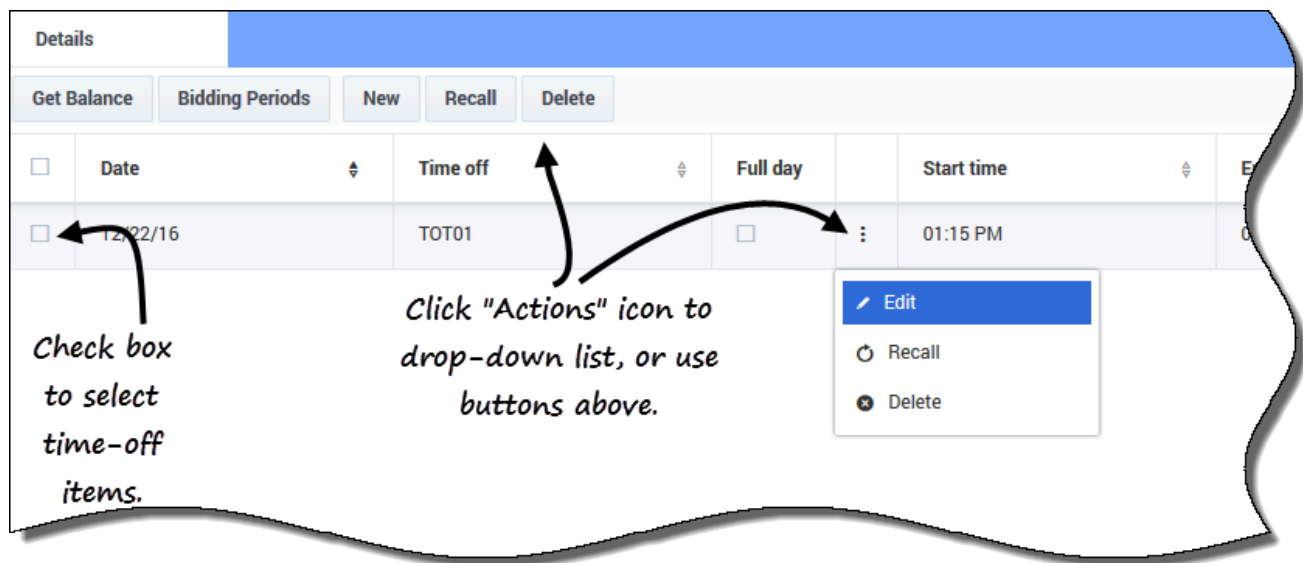 Details
Get Balance Bidding Periods New Recall Delete
Date Time off Full day Start time
12/22/16 TOT01 01:15 PM
Edit
Recall
Delete
Check box
to select
time-off
items.
Click "Actions" icon to
drop-down list, or use
buttons above.